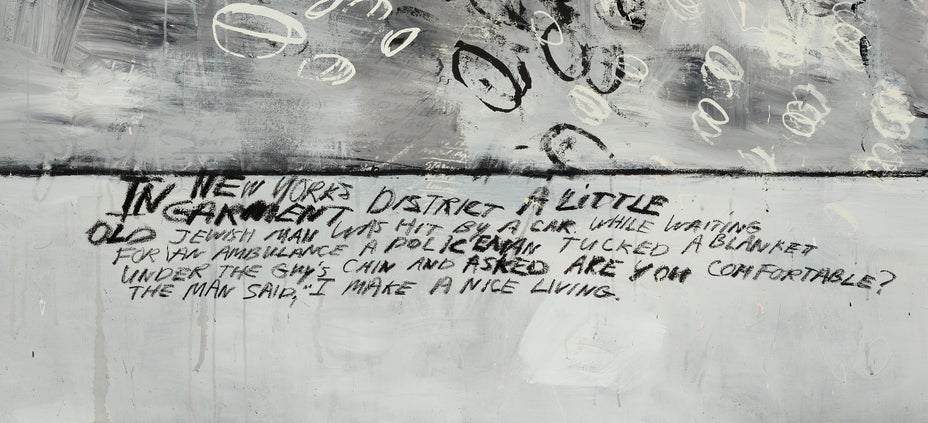 IN NEW YORKS
GARMENT DISTRICT A LITTLE
OLD JEWISH MAN WAS HIT BY A CAR. WHILE WAITING
FOR AN AMBULANCE A POLICEMAN TUCKED A BLANKET
UNDER THE GUY'S CHIN AND ASKED ARE YOU COMFORTABLE?
THE MAN SAID, "I MAKE A NICE LIVING.